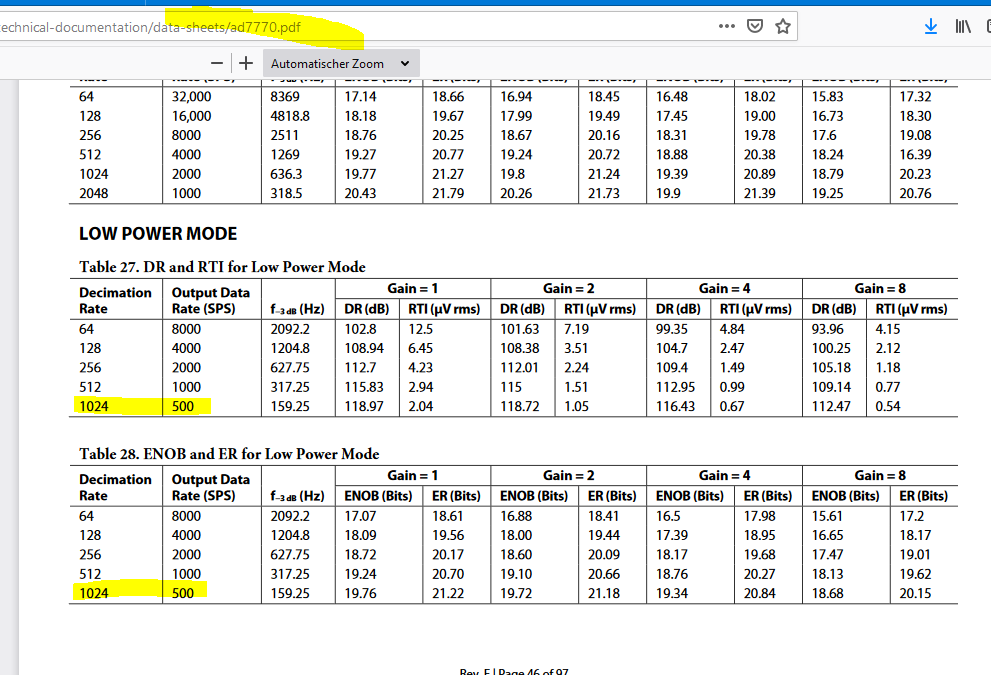 technical-documentation/data-sheets/ad7770.pdf
Automatischer Zoom
64 32,000 8369 17.14 18.66 16.94 18.45 16.48 18.02 15.83 17.32
128 16,000 4818.8 18.18 19.67 17.99 19.49 17.45 19.00 16.73 18.30
256 8000 2511 18.76 20.25 18.67 20.16 18.31 19.78 17.6 19.08
512 4000 1269 19.27 20.77 19.24 20.72 18.88 20.38 18.24 16.39
1024 2000 636.3 19.77 21.27 19.8 21.24 19.39 20.89 18.79 20.23
2048 1000 318.5 20.43 21.79 20.26 21.73 19.9 21.39 19.25 20.76
LOW POWER MODE
Table 27. DR and RTI for Low Power Mode
Decimation Output Data Gain = 1 Gain = 2 Gain = 4 Gain = 8
Rate Rate (SPS) f−3 dB (Hz) DR (dB) RTI (µV rms) DR (dB) RTI (µV rms) DR (dB) RTI (µV rms) DR (dB) RTI (µV rms)
64 8000 2092.2 102.8 12.5 101.63 7.19 99.35 4.84 93.96 4.15
128 4000 1204.8 108.94 6.45 108.38 3.51 104.7 2.47 100.25 2.12
256 2000 627.75 112.7 4.23 112.01 2.24 109.4 1.49 105.18 1.18
512 1000 317.25 115.83 2.94 115 1.51 112.95 0.99 109.14 0.77
1024 500 159.25 118.97 2.04 118.72 1.05 116.43 0.67 112.47 0.54
Table 28. ENOB and ER for Low Power Mode
Decimation Output Data Gain = 1 Gain = 2 Gain = 4 Gain = 8
Rate Rate (SPS) f−3 dB (Hz) ENOB (Bits) ER (Bits) ENOB (Bits) ER (Bits) ENOB (Bits) ER (Bits) ENOB (Bits) ER (Bits)
64 8000 2092.2 17.07 18.61 16.88 18.41 16.5 17.98 15.61 17.2
128 4000 1204.8 18.09 19.56 18.00 19.44 17.39 18.95 16.65 18.17
256 2000 627.75 18.72 20.17 18.60 20.09 18.17 19.68 17.47 19.01
512 1000 317.25 19.24 20.70 19.10 20.66 18.76 20.27 18.13 19.62
1024 500 159.25 19.76 21.22 19.72 21.18 19.34 20.84 18.68 20.15
Rev. F | Page 46 of 97